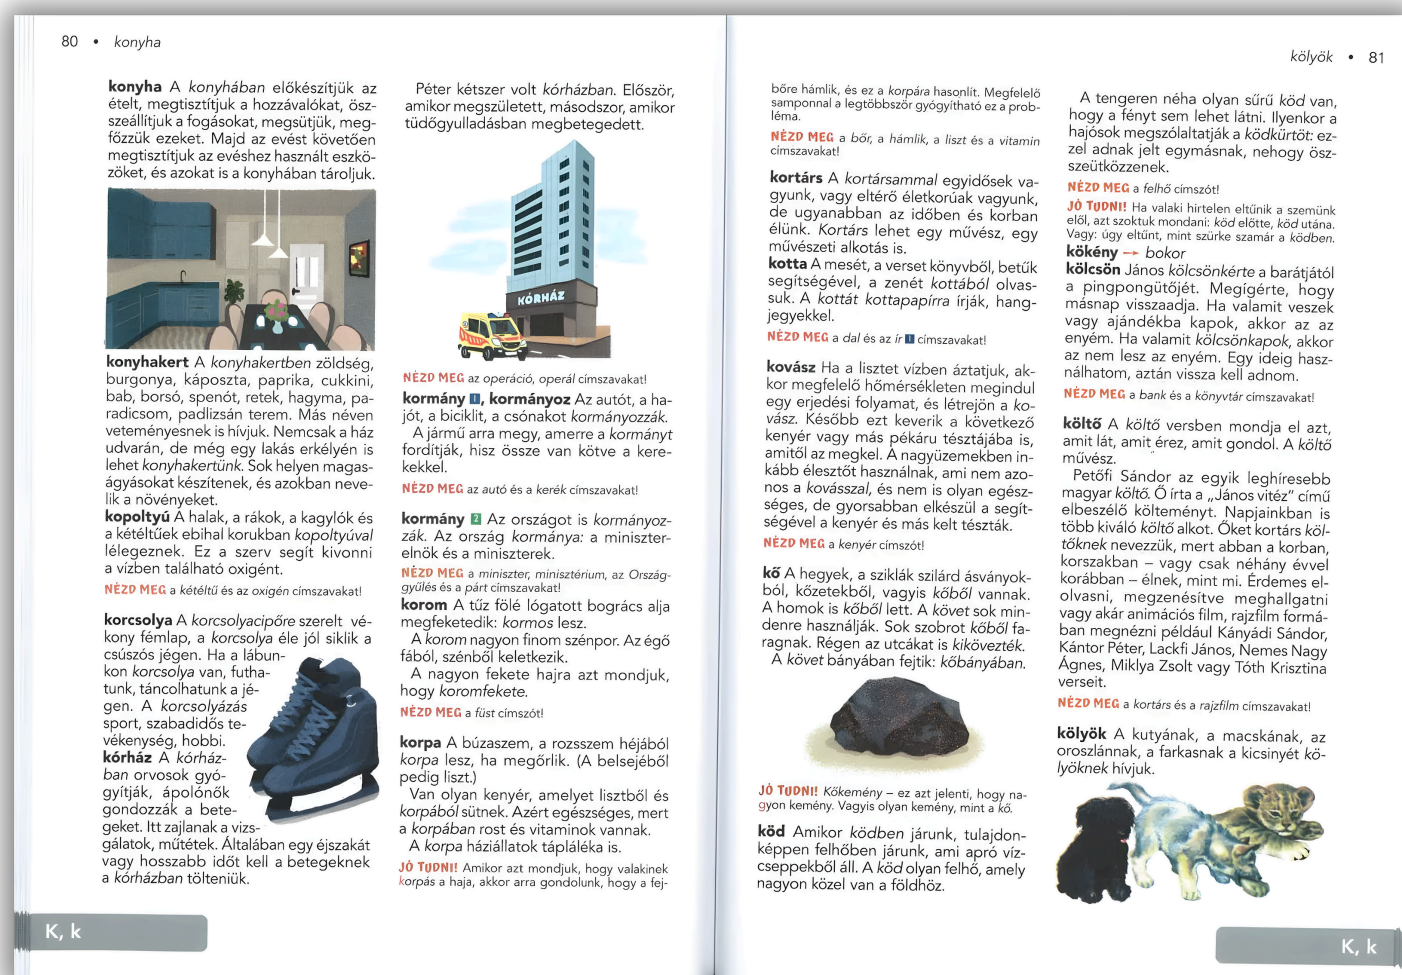 80 • konyha
konyha A konyhában előkészítjük az
ételt, megtisztítjuk a hozzávalókat, ösz-
szeállítjuk a fogásokat, megsütjük, meg-
főzzük ezeket. Majd az evést követően
megtisztítjuk az evéshez használt eszkö-
zöket, és azokat is a konyhában tároljuk.
konyhakert A konyhakertben zöldség,
burgonya, káposzta, paprika, cukkini,
bab, borsó, spenót, retek, hagyma, pa-
radicsom, padlizsán terem. Más néven
veteményesnek is hívjuk. Nemcsak a ház
udvarán, de még egy lakás erkélyén is
lehet konyhakertünk. Sok helyen magas-
ágyásokat készítenek, és azokban neve-
lik a növényeket.
kopoltyú A halak, a rákok, a kagylók és
a kétéltűek ebihal korukban kopoltyúval
lélegeznek. Ez a szerv segít kivonni
a vízben található oxigént.
NÉZD MEG a kétéltű és az oxigén címszavakat!
korcsolya A korcsolyacipőre szerelt vé-
kony fémlap, a korcsolya éle jól siklik a
csúszós jégen. Ha a lábun-
kon korcsolya van, futha-
tunk, táncolhatunk a jé-
gen. A korcsolyázás
sport, szabadidős te-
vékenység, hobbi.
kórház A kórház-
ban orvosok gyó-
gyítják, ápolónők
gondozzák a bete-
geket. Itt zajlanak a vizs-
gálatok, műtétek. Általában egy éjszakát
vagy hosszabb időt kell a betegeknek
a kórházban tölteniük.
K, k
Péter kétszer volt kórházban. Először,
amikor megszületett, másodszor, amikor
tüdőgyulladásban megbetegedett.
KÓRHÁZ
NÉZD MEG az operáció, operál címszavakat!
kormány 1, kormányoz Az autót, a ha-
jót, a biciklit, a csónakot kormányozzák.
A jármű arra megy, amerre a kormányt
fordítják, hisz össze van kötve a kere-
kekkel.
NÉZD MEG az autó és a kerék címszavakat!
kormány 2 Az országot is kormányoz-
zák. Az ország kormánya: a miniszter-
elnök és a miniszterek.
NÉZD MEG a miniszter, minisztérium, az Ország-
gyűlés és a párt címszavakat!
korom A tűz fölé lógatott bogrács alja
megfeketedik: kormos lesz.
A korom nagyon finom szénpor. Az égő
fából, szénből keletkezik.
A nagyon fekete hajra azt mondjuk,
hogy koromfekete.
NÉZD MEG a füst címszót!
korpa A búzaszem, a rozsszem héjából
korpa lesz, ha megőrlik. (A belsejéből
pedig liszt.)
Van olyan kenyér, amelyet lisztből és
korpából sütnek. Azért egészséges, mert
a korpában rost és vitaminok vannak.
A korpa háziállatok tápláléka is.
JÓ TUDNI! Amikor azt mondjuk, hogy valakinek
korpás a haja, akkor arra gondolunk, hogy a fej-
kölyök • 81
bőre hámlik, és ez a korpára hasonlít. Megfelelő
samponnal a legtöbbször gyógyítható ez a prob-
léma.
NÉZD MEG a bőr, a hámlik, a liszt és a vitamin
címszavakat!
kortárs A kortársammal egyidősek va-
gyunk, vagy eltérő életkorúak vagyunk,
de ugyanabban az időben és korban
élünk. Kortárs lehet egy művész, egy
művészeti alkotás is.
kotta A mesét, a verset könyvből, betűk
segítségével, a zenét kottából olvas-
suk. A kottát kottapapírra írják, hang-
jegyekkel.
NÉZD MEG a dal és az ír 1 címszavakat!
kovász Ha a lisztet vízben áztatjuk, ak-
kor megfelelő hőmérsékleten megindul
egy erjedési folyamat, és létrejön a ko-
vász. Később ezt keverik a következő
kenyér vagy más pékáru tésztájába is,
amitől az megkel. A nagyüzemekben in-
kább élesztőt használnak, ami nem azo-
nos a kovásszal, és nem is olyan egész-
séges, de gyorsabban elkészül a segít-
ségével a kenyér és más kelt tészták.
NÉZD MEG a kenyér címszót!
kő A hegyek, a sziklák szilárd ásványok-
ból, kőzetekből, vagyis kőből vannak.
A homok is kőből lett. A követ sok min-
denre használják. Sok szobrot kőből fa-
ragnak. Régen az utcákat is kikövezték.
A követ bányában fejtik: kőbányában.
JÓ TUDNI! Kőkemény – ez azt jelenti, hogy na-
gyon kemény. Vagyis olyan kemény, mint a kő.
köd Amikor ködben járunk, tulajdon-
képpen felhőben járunk, ami apró víz-
cseppekből áll. A köd olyan felhő, amely
nagyon közel van a földhöz.
A tengeren néha olyan sűrű köd van,
hogy a fényt sem lehet látni. Ilyenkor a
hajósok megszólaltatják a ködkürtöt: ez-
zel adnak jelt egymásnak, nehogy ösz-
szeütközzenek.
NÉZD MEG a felhő címszót!
JÓ TUDNI! Ha valaki hirtelen eltűnik a szemünk
elől, azt szoktuk mondani: köd előtte, köd utána.
Vagy: úgy eltűnt, mint szürke szamár a ködben.
kökény → bokor
kölcsön János kölcsönkérte a barátjától
a pingpongütőjét. Megígérte, hogy
másnap visszaadja. Ha valamit veszek
vagy ajándékba kapok, akkor az az
enyém. Ha valamit kölcsönkapok, akkor
az nem lesz az enyém. Egy ideig hasz-
nálhatom, aztán vissza kell adnom.
NÉZD MEG a bank és a könyvtár címszavakat!
költő A költő versben mondja el azt,
amit lát, amit érez, amit gondol. A költő
művész.
Petőfi Sándor az egyik leghíresebb
magyar költő. Ő írta a „János vitéz” című
elbeszélő költeményt. Napjainkban is
több kiváló költő alkot. Őket kortárs köl-
tőknek nevezzük, mert abban a korban,
korszakban – vagy csak néhány évvel
korábban – élnek, mint mi. Érdemes el-
olvasni, megzenésítve meghallgatni
vagy akár animációs film, rajzfilm formá-
ban megnézni például Kányádi Sándor,
Kántor Péter, Lackfi János, Nemes Nagy
Ágnes, Miklya Zsolt vagy Tóth Krisztina
verseit.
NÉZD MEG a kortárs és a rajzfilm címszavakat!
kölyök A kutyának, a macskának, az
oroszlánnak, a farkasnak a kicsinyét kö-
lyöknek hívjuk.
K, k